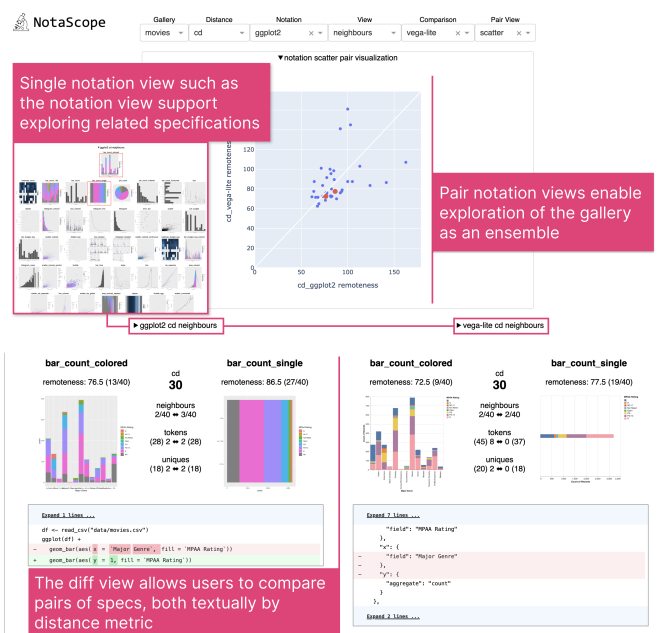 NotaScope
Gallery
Distance
Notation
View
Comparison
Pair View
movies
cd
ggplot2
neighbours
vega-lite
scatter
▼notation scatter pair visualization
Single notation view such as
the notation view support
exploring related specifications
Pair notation views enable
exploration of the gallery
as an ensemble
cd_vega-lite remoteness
160
140
120
100
80
60
40
20
0
0
50
100
150
cd_ggplot2 remoteness
▶ggplot2 cd neighbours
▶vega-lite cd neighbours
bar_count_colored
remoteness: 76.5 (13/40)
cd
30
neighbours
2/40 ⬌ 3/40
tokens
(28) 2 ⬌ 2 (28)
uniques
(18) 2 ⬌ 2 (18)
bar_count_single
remoteness: 86.5 (27/40)
bar_count_colored
remoteness: 72.5 (9/40)
cd
30
neighbours
2/40 ⬌ 2/40
tokens
(45) 8 ⬌ 0 (37)
uniques
(20) 2 ⬌ 0 (18)
bar_count_single
remoteness: 77.5 (19/40)
Expand 1 lines ...
df <- read_csv("data/movies.csv")
ggplot(df) +
- geom_bar(aes(x = `Major Genre`, fill = `MPAA Rating`))
+ geom_bar(aes(y = 1, fill = `MPAA Rating`))
Expand 7 lines ...
"field": "MPAA Rating"
},
"x": {
- "field": "Major Genre"
- },
- "y": {
"aggregate": "count"
}
},
Expand 2 lines ...
The diff view allows users to compare
pairs of specs, both textually by
distance metric